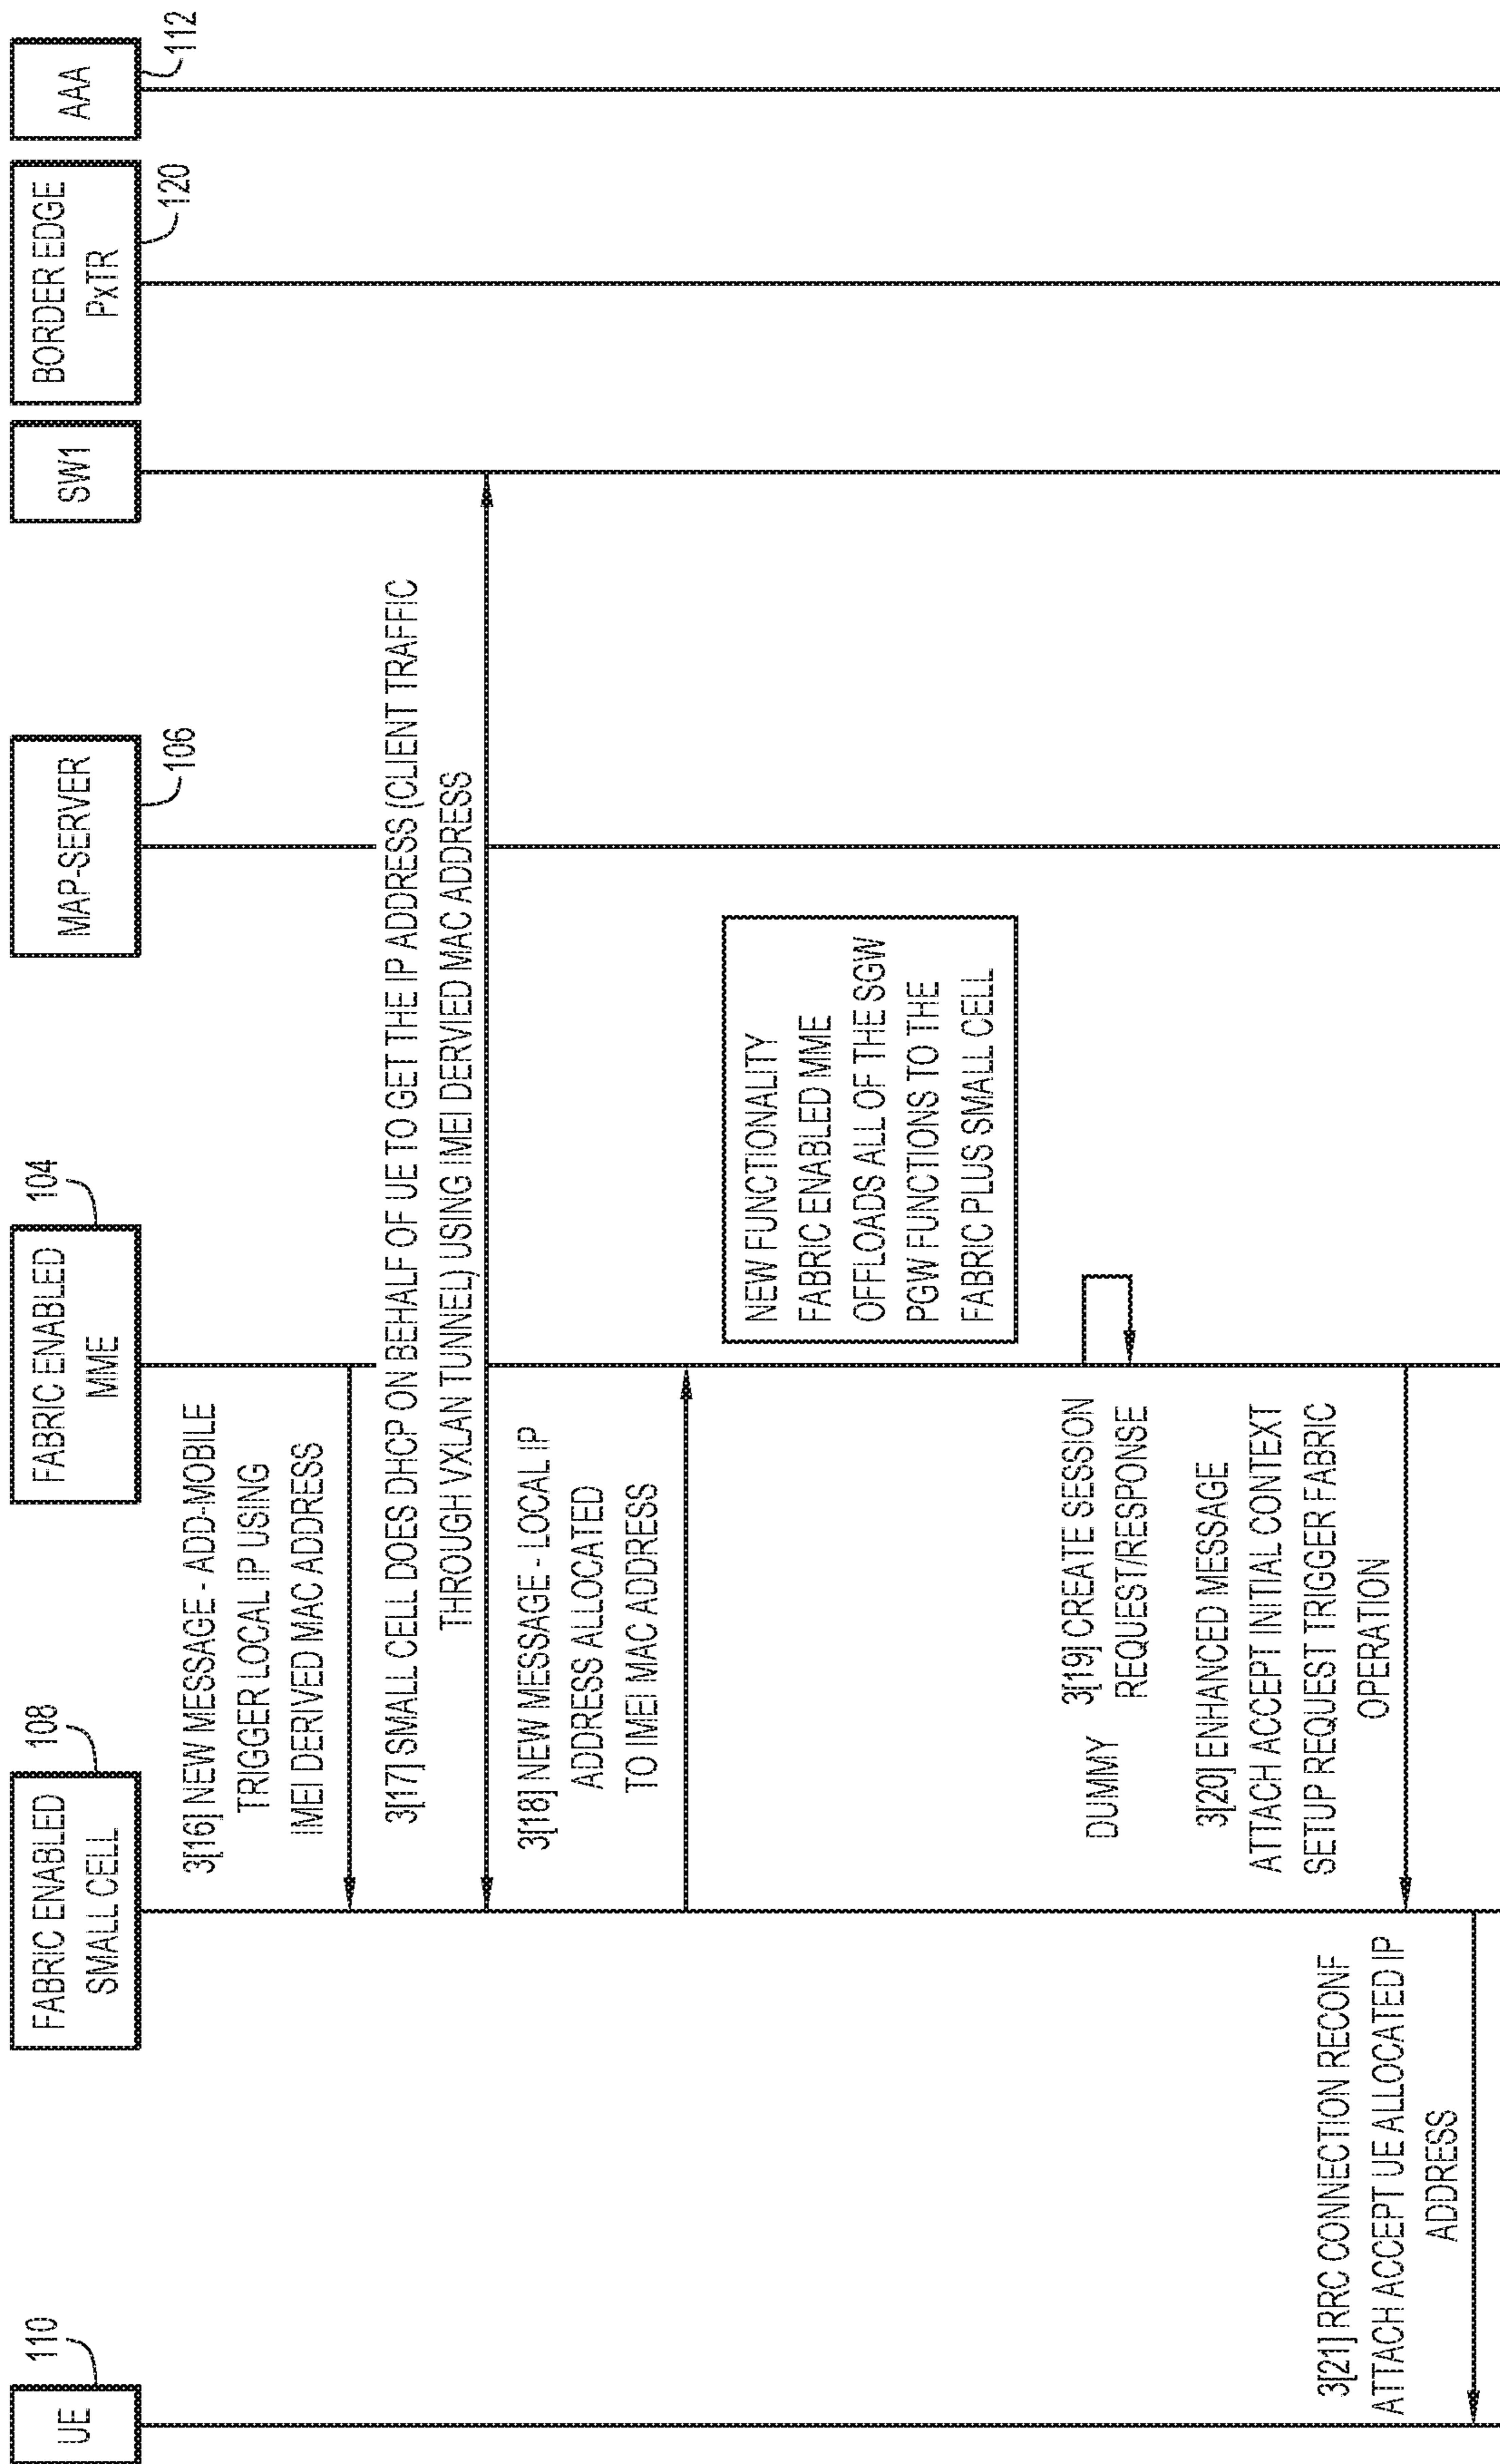 UE
110
FABRIC ENABLED
SMALL CELL
108
FABRIC ENABLED
MME
104
MAP-SERVER
106
SW1
BORDER EDGE
PxTR
120
AAA
112
3[16] NEW MESSAGE - ADD-MOBILE
TRIGGER LOCAL IP USING
IMEI DERIVED MAC ADDRESS
3[17] SMALL CELL DOES DHCP ON BEHALF OF UE TO GET THE IP ADDRESS (CLIENT TRAFFIC
THROUGH VXLAN TUNNEL) USING IMEI DERVIED MAC ADDRESS
3[18] NEW MESSAGE - LOCAL IP
ADDRESS ALLOCATED
TO IMEI MAC ADDRESS
NEW FUNCTIONALITY
FABRIC ENABLED MME
OFFLOADS ALL OF THE SGW
PGW FUNCTIONS TO THE
FABRIC PLUS SMALL CELL
3[19] CREATE SESSION
DUMMY REQUEST/RESPONSE
3[20] ENHANCED MESSAGE
ATTACH ACCEPT INITIAL CONTEXT
SETUP REQUEST TRIGGER FABRIC
OPERATION
3[21] RRC CONNECTION RECONF
ATTACH ACCEPT UE ALLOCATED IP
ADDRESS